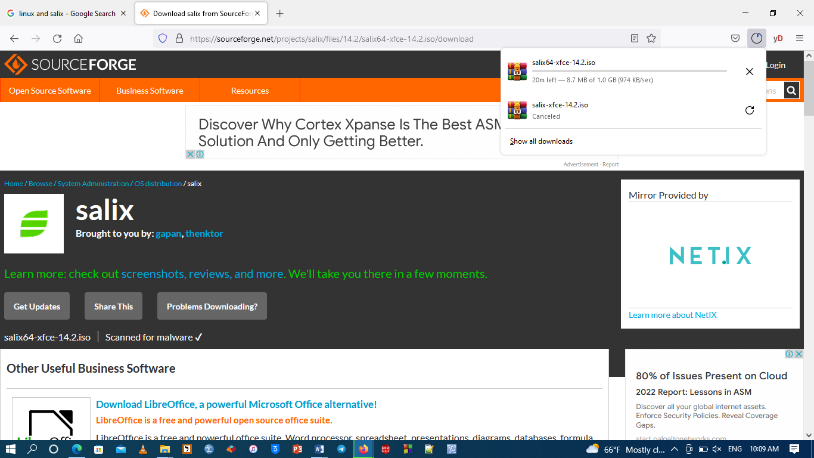 linux and salix - Google Search
Download salix from SourceFor
https://sourceforge.net/projects/salix/files/14.2/salix64-xfce-14.2.iso/download
yD
SOURCEFORGE
Login
Open Source Software
Business Software
Resources
salix64-xfce-14.2.iso
20m left — 8.7 MB of 1.0 GB (974 KB/sec)
salix-xfce-14.2.iso
Canceled
Show all downloads
Discover Why Cortex Xpanse Is The Best ASM
Solution And Only Getting Better.
Advertisement - Report
Home / Browse / System Administration / OS distribution / salix
salix
Brought to you by: gapan, thenktor
Learn more: check out screenshots, reviews, and more. We'll take you there in a few moments.
Get Updates
Share This
Problems Downloading?
salix64-xfce-14.2.iso
Scanned for malware ✓
Mirror Provided by
NETIX
Learn more about NetIX
Other Useful Business Software
Download LibreOffice, a powerful Microsoft Office alternative!
LibreOffice is a free and powerful open source office suite.
LibreOffice is a free and powerful office suite. Word processor, spreadsheet, presentations, diagrams, databases, formula
80% of Issues Present on Cloud
2022 Report: Lessons in ASM
Discover all your global internet assets.
Enforce Security Policies. Reveal Coverage
Gaps.
66°F Mostly cl...
ENG
10:09 AM